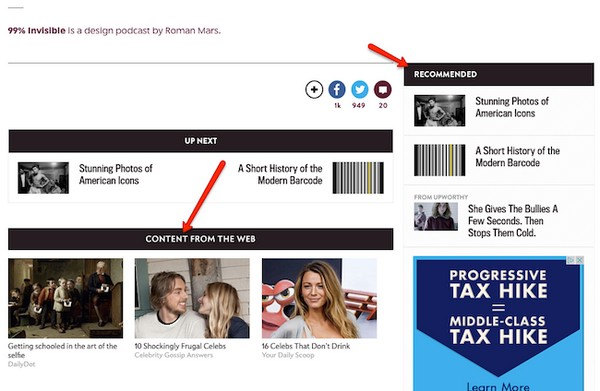 99% Invisible is a design podcast by Roman Mars.
1k
949
20
UP NEXT
Stunning Photos of
American Icons
A Short History of the
Modern Barcode
CONTENT FROM THE WEB
Getting schooled in the art of the
selfie
DailyDot
10 Shockingly Frugal Celebs
Celebrity Gossip Answers
16 Celebs That Don't Drink
Your Daily Scoop
RECOMMENDED
Stunning Photos of
American Icons
A Short History of the
Modern Barcode
FROM UPWORTHY
She Gives The Bullies A
Few Seconds. Then
Stops Them Cold.
PROGRESSIVE
TAX HIKE
=
MIDDLE-CLASS
TAX HIKE
Learn More